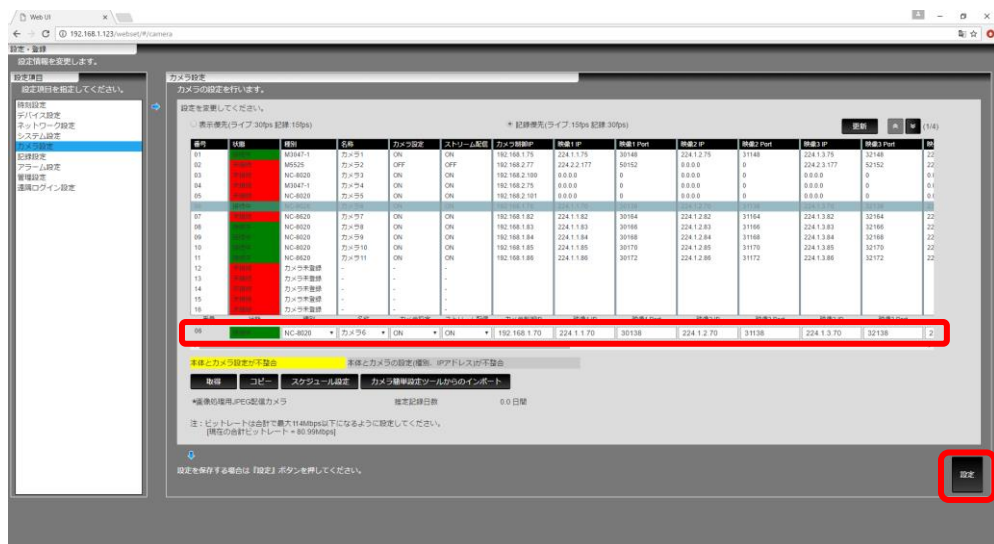 Web UI
192.168.1.123/webset/#/camera
設定・登録
設定情報を変更します。
設定項目
設定項目を指定してください。
時刻設定
デバイス設定
ネットワーク設定
システム設定
カメラ設定
記録設定
アラーム設定
管理設定
遠隔ログイン設定
カメラ設定
カメラの設定を行います。
設定を変更してください。
表示優先(ライブ:30fps 記録:15fps)
記録優先(ライブ:15fps 記録:30fps)
更新
(1/4)
番号 状態 種別 名称 カメラ設定 ストリーム配信 カメラ制御IP 映像1 IP 映像1 Port 映像2 IP 映像2 Port 映像3 IP 映像3 Port
01 M3047-1 カメラ1 ON ON 192.168.1.75 224.1.1.75 30148 224.1.2.75 31148 224.1.3.75 32148 22
02 M5525 カメラ2 OFF OFF 192.168.2.77 224.2.2.177 50152 0.0.0.0 0 224.2.3.177 52152 22
03 NC-8020 カメラ3 ON ON 192.168.2.100 0.0.0.0 0 0.0.0.0 0 0.0.0.0 0 0.
04 M3047-1 カメラ4 ON ON 192.168.2.75 0.0.0.0 0 0.0.0.0 0 0.0.0.0 0 0.
05 NC-8020 カメラ5 ON ON 192.168.2.101 0.0.0.0 0 0.0.0.0 0 0.0.0.0 0 0.
07 NC-8620 カメラ7 ON ON 192.168.1.82 224.1.1.82 30164 224.1.2.82 31164 224.1.3.82 32164 22
08 NC-8020 カメラ8 ON ON 192.168.1.83 224.1.1.83 30166 224.1.2.83 31166 224.1.3.83 32166 22
09 NC-8020 カメラ9 ON ON 192.168.1.84 224.1.1.84 30168 224.1.2.84 31168 224.1.3.84 32168 22
10 NC-8020 カメラ10 ON ON 192.168.1.85 224.1.1.85 30170 224.1.2.85 31170 224.1.3.85 32170 22
11 NC-8620 カメラ11 ON ON 192.168.1.86 224.1.1.86 30172 224.1.2.86 31172 224.1.3.86 32172 22
12 カメラ未登録 - - -
13 カメラ未登録 - - -
14 カメラ未登録 - - -
15 カメラ未登録 - - -
16 カメラ未登録 - - -
06 NC-8020 カメラ6 ON ON 192.168.1.70 224.1.1.70 30138 224.1.2.70 31138 224.1.3.70 32138 2
本体とカメラ設定が不整合
本体とカメラの設定(種別、IPアドレス)が不整合
取得 コピー スケジュール設定 カメラ簡単設定ツールからのインポート
*画像処理用JPEG配信カメラ 推定記録日数 0.0 日間
注:ビットレートは合計で最大114Mbps以下になるように設定してください。
[現在の合計ビットレート = 80.99Mbps]
設定を保存する場合は『設定』ボタンを押してください。
設定